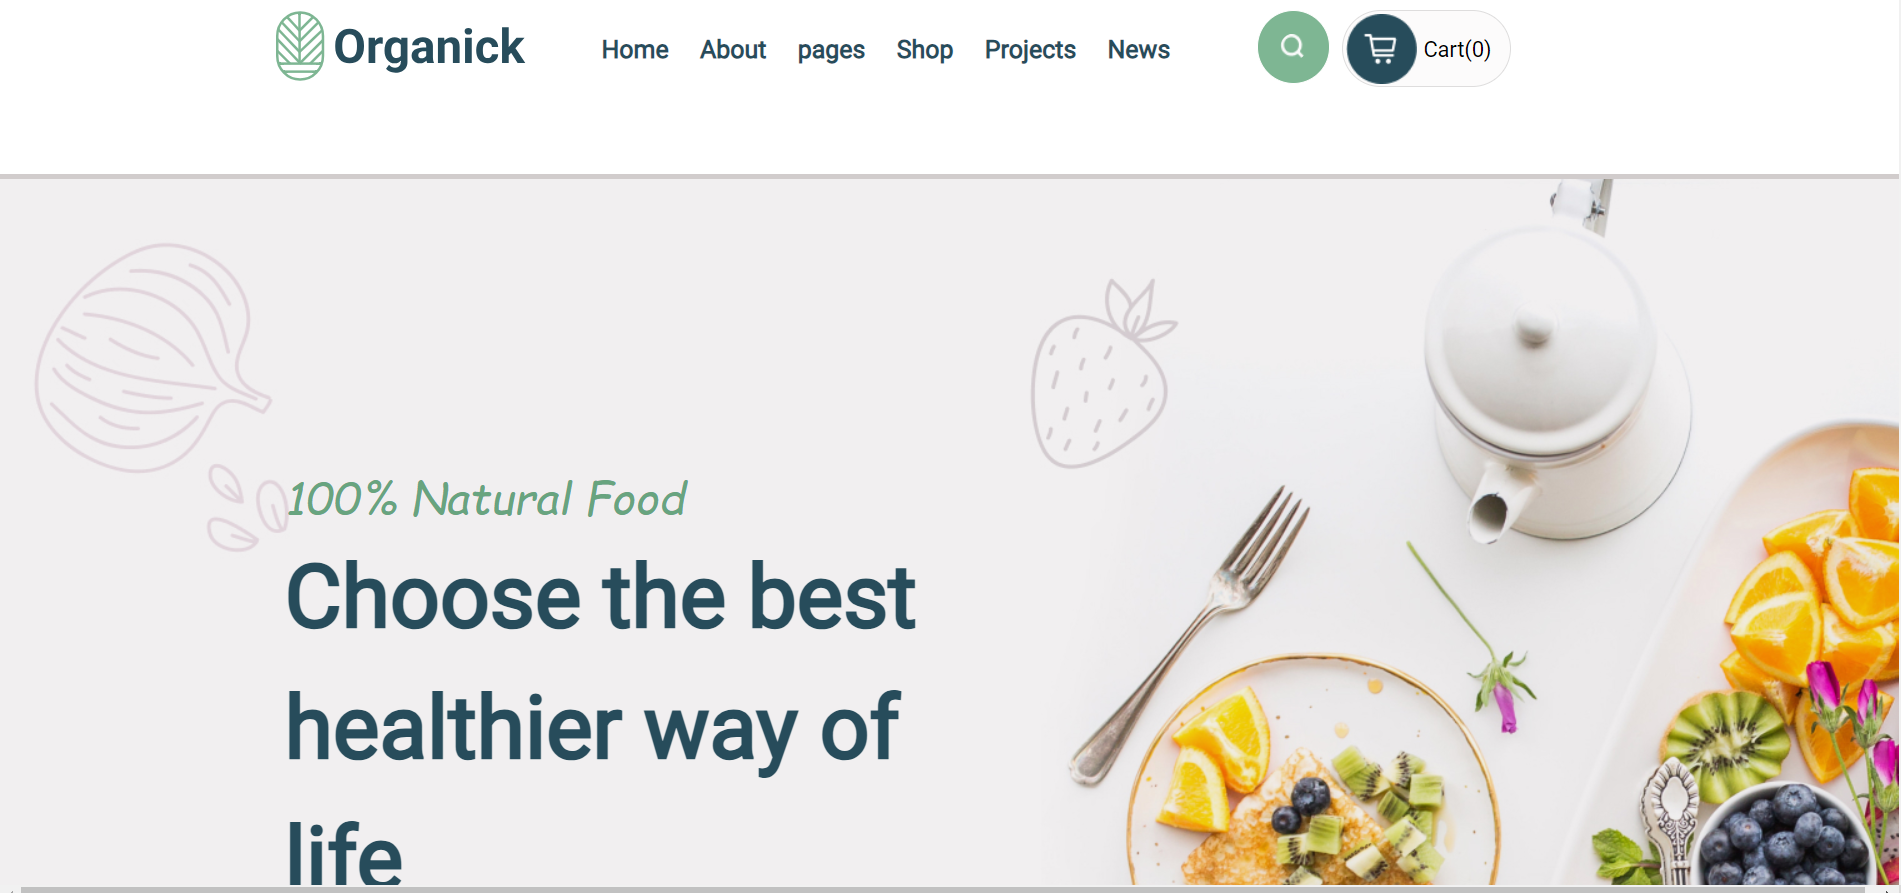 Organick
Home About pages Shop Projects News
Cart(0)
100% Natural Food
Choose the best
healthier way of
life